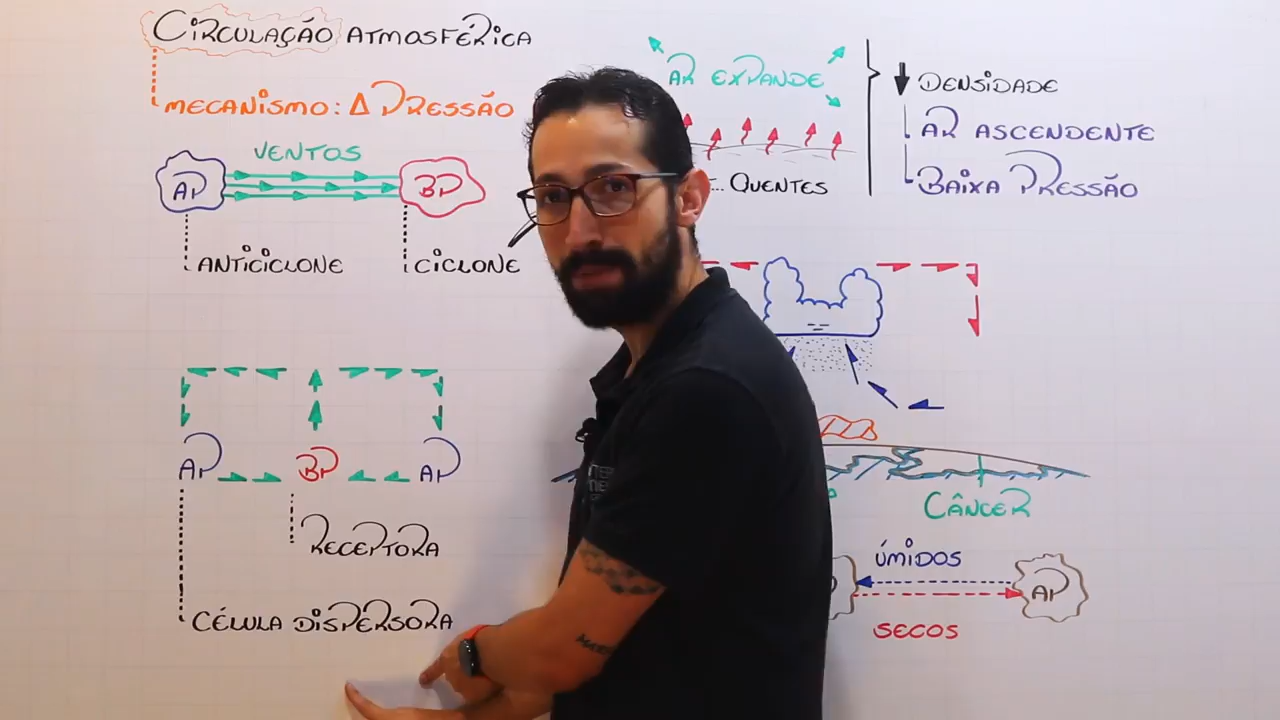 CIRCULAÇÃO ATMOSFÉRICA
MECANISMO: Δ PRESSÃO
VENTOS
AP
BP
ANTICICLONE
CICLONE
AP
BP
AP
RECEPTORA
CÉLULA DISPERSORA
AR EXPANDE
... QUENTES
DENSIDADE
AR ASCENDENTE
BAIXA PRESSÃO
CÂNCER
ÚMIDOS
AP
SECOS